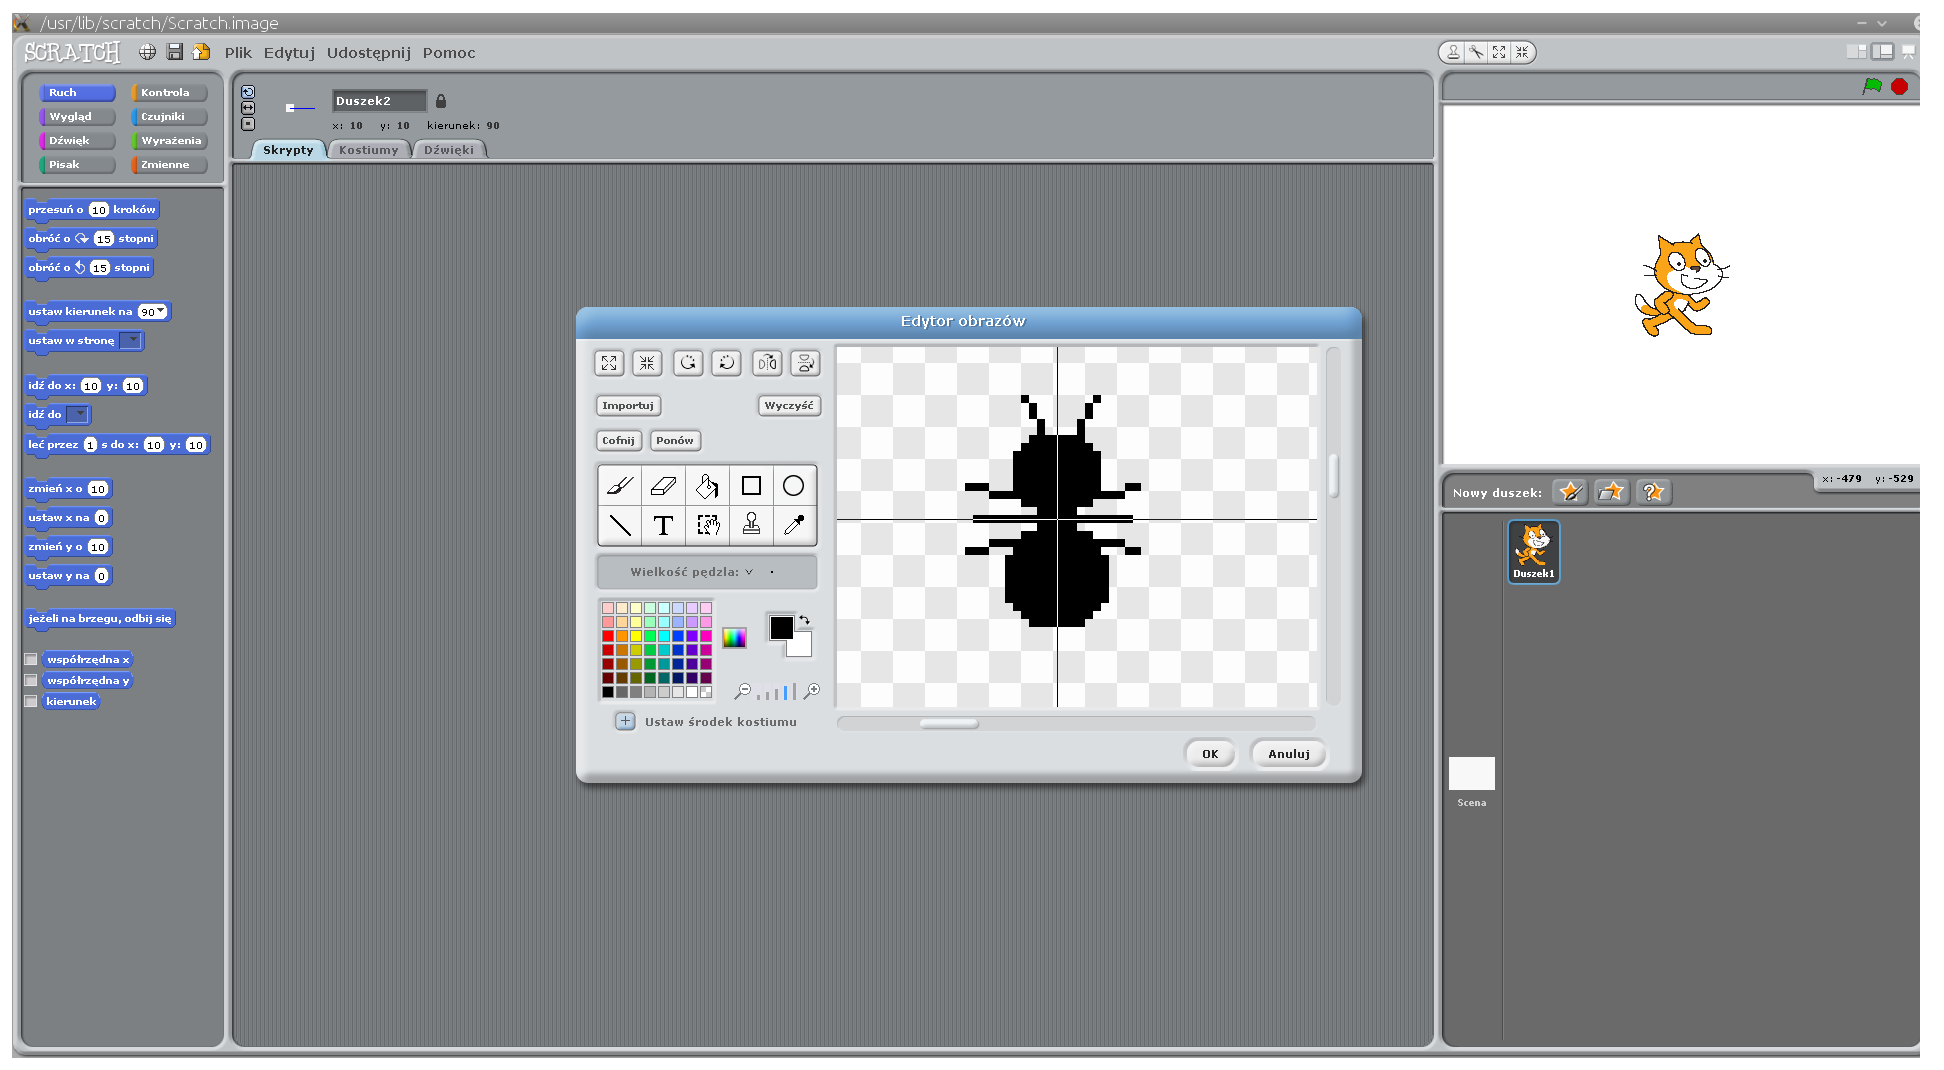 /usr/lib/scratch/Scratch.image
SCRATCH Plik Edytuj Udostępnij Pomoc
Ruch Kontrola
Wygląd Czujniki
Dźwięk Wyrażenia
Pisak Zmienne
Duszek2
x: 10 y: 10 kierunek: 90
Skrypty Kostiumy Dźwięki
przesuń o 10 kroków
obróć o 15 stopni
obróć o 15 stopni
ustaw kierunek na 90
ustaw w stronę
idź do x: 10 y: 10
idź do
leć przez 1 s do x: 10 y: 10
zmień x o 10
ustaw x na 0
zmień y o 10
ustaw y na 0
jeżeli na brzegu, odbij się
współrzędna x
współrzędna y
kierunek
Edytor obrazów
Importuj Wyczyść
Cofnij Ponów
T
Wielkość pędzla:
Ustaw środek kostiumu
OK Anuluj
x: -479 y: -529
Nowy duszek:
Duszek1
Scena